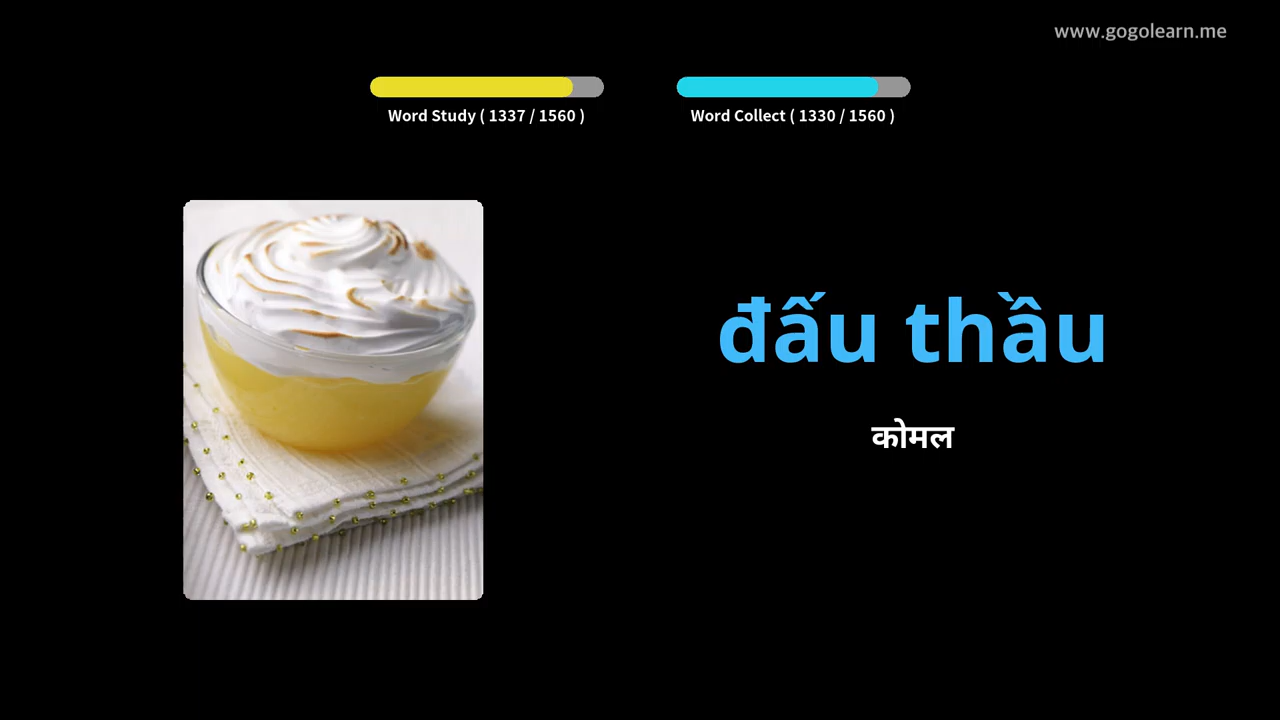 www.gogolearn.me
Word Study ( 1337 / 1560 )
Word Collect ( 1330 / 1560 )
đấu thầu
कोमल